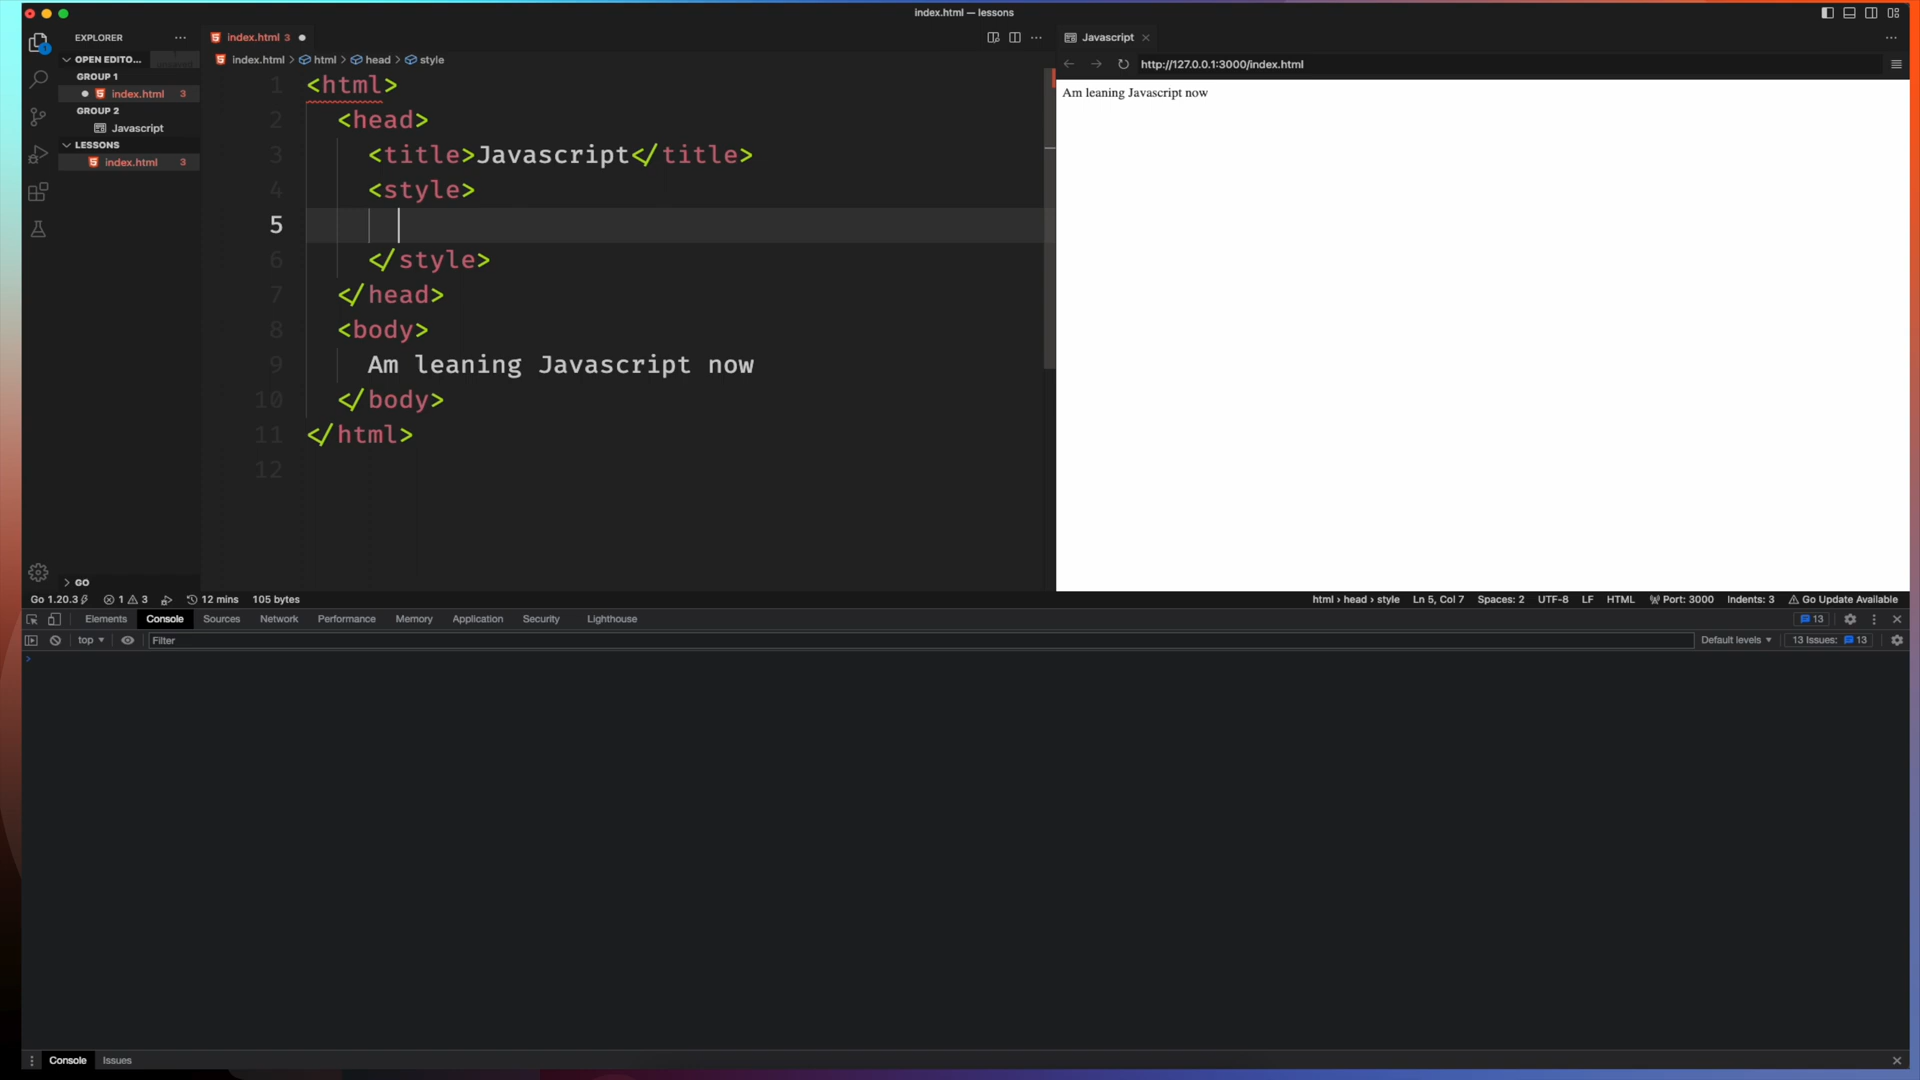 index.html — lessons
EXPLORER
OPEN EDITO...
GROUP 1
index.html 3
GROUP 2
Javascript
LESSONS
index.html 3
GO
index.html 3
index.html > html > head > style
1 <html>
2 <head>
3 <title>Javascript</title>
4 <style>
5
6 </style>
7 </head>
8 <body>
9 Am leaning Javascript now
10 </body>
11 </html>
12
Javascript
http://127.0.0.1:3000/index.html
Am leaning Javascript now
Go 1.20.3 1 3 12 mins 105 bytes html › head › style Ln 5, Col 7 Spaces: 2 UTF-8 LF HTML Port: 3000 Indents: 3 Go Update Available
Elements Console Sources Network Performance Memory Application Security Lighthouse 13
top Filter Default levels 13 Issues: 13
>
Console Issues